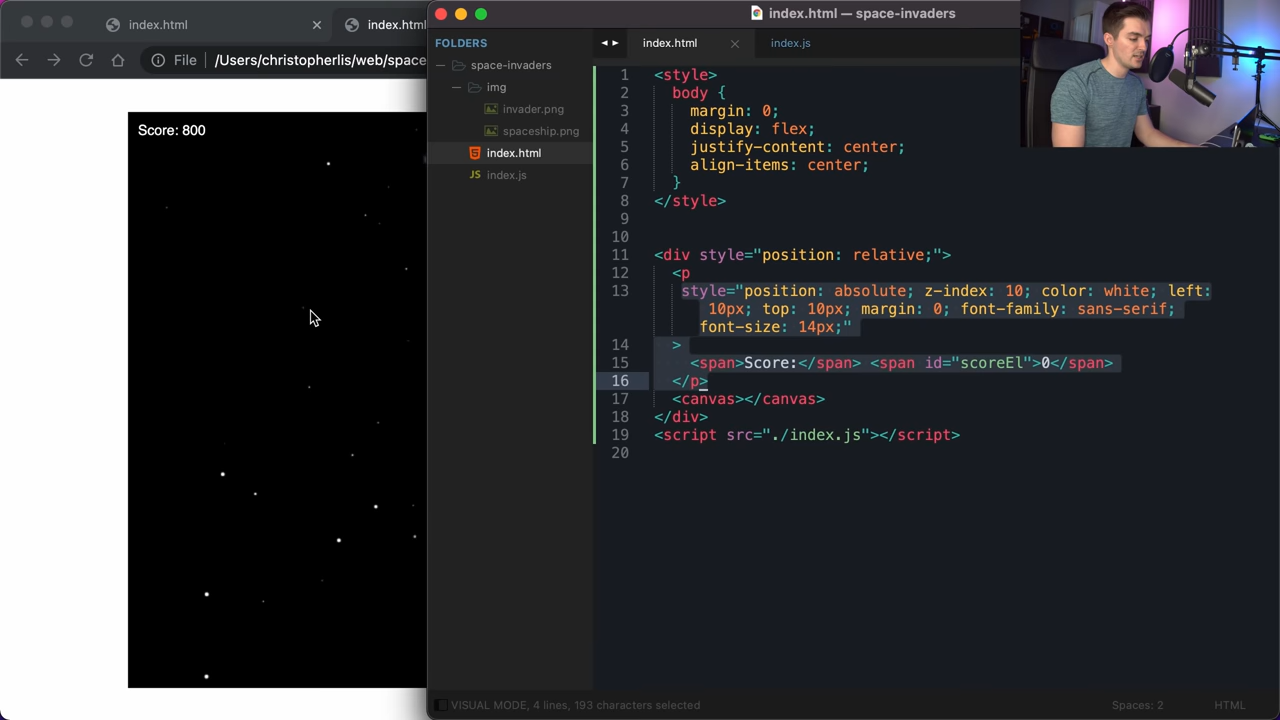 index.html
index.html
File
/Users/christopherlis/web/space
Score: 800
index.html — space-invaders
FOLDERS
space-invaders
img
invader.png
spaceship.png
index.html
JS index.js
index.html
index.js
1 <style>
2 body {
3 margin: 0;
4 display: flex;
5 justify-content: center;
6 align-items: center;
7 }
8 </style>
9
10
11 <div style="position: relative;">
12 <p
13 style="position: absolute; z-index: 10; color: white; left:
10px; top: 10px; margin: 0; font-family: sans-serif;
font-size: 14px;"
14 >
15 <span>Score:</span> <span id="scoreEl">0</span>
16 </p>
17 <canvas></canvas>
18 </div>
19 <script src="./index.js"></script>
20
VISUAL MODE, 4 lines, 193 characters selected
Spaces: 2
HTML